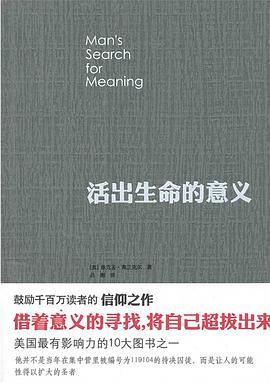 Man's
Search
for
Meaning
活出生命的意义
[奥] 维克多·弗兰克尔 著
吕娜 译
鼓励千百万读者的 信仰之作
借着意义的寻找,将自己超拔出来
美国最有影响力的10大图书之一
他并不是当年在集中营里被编号为119104的待决囚徒, 而是让人的可能
性得以扩大的圣者